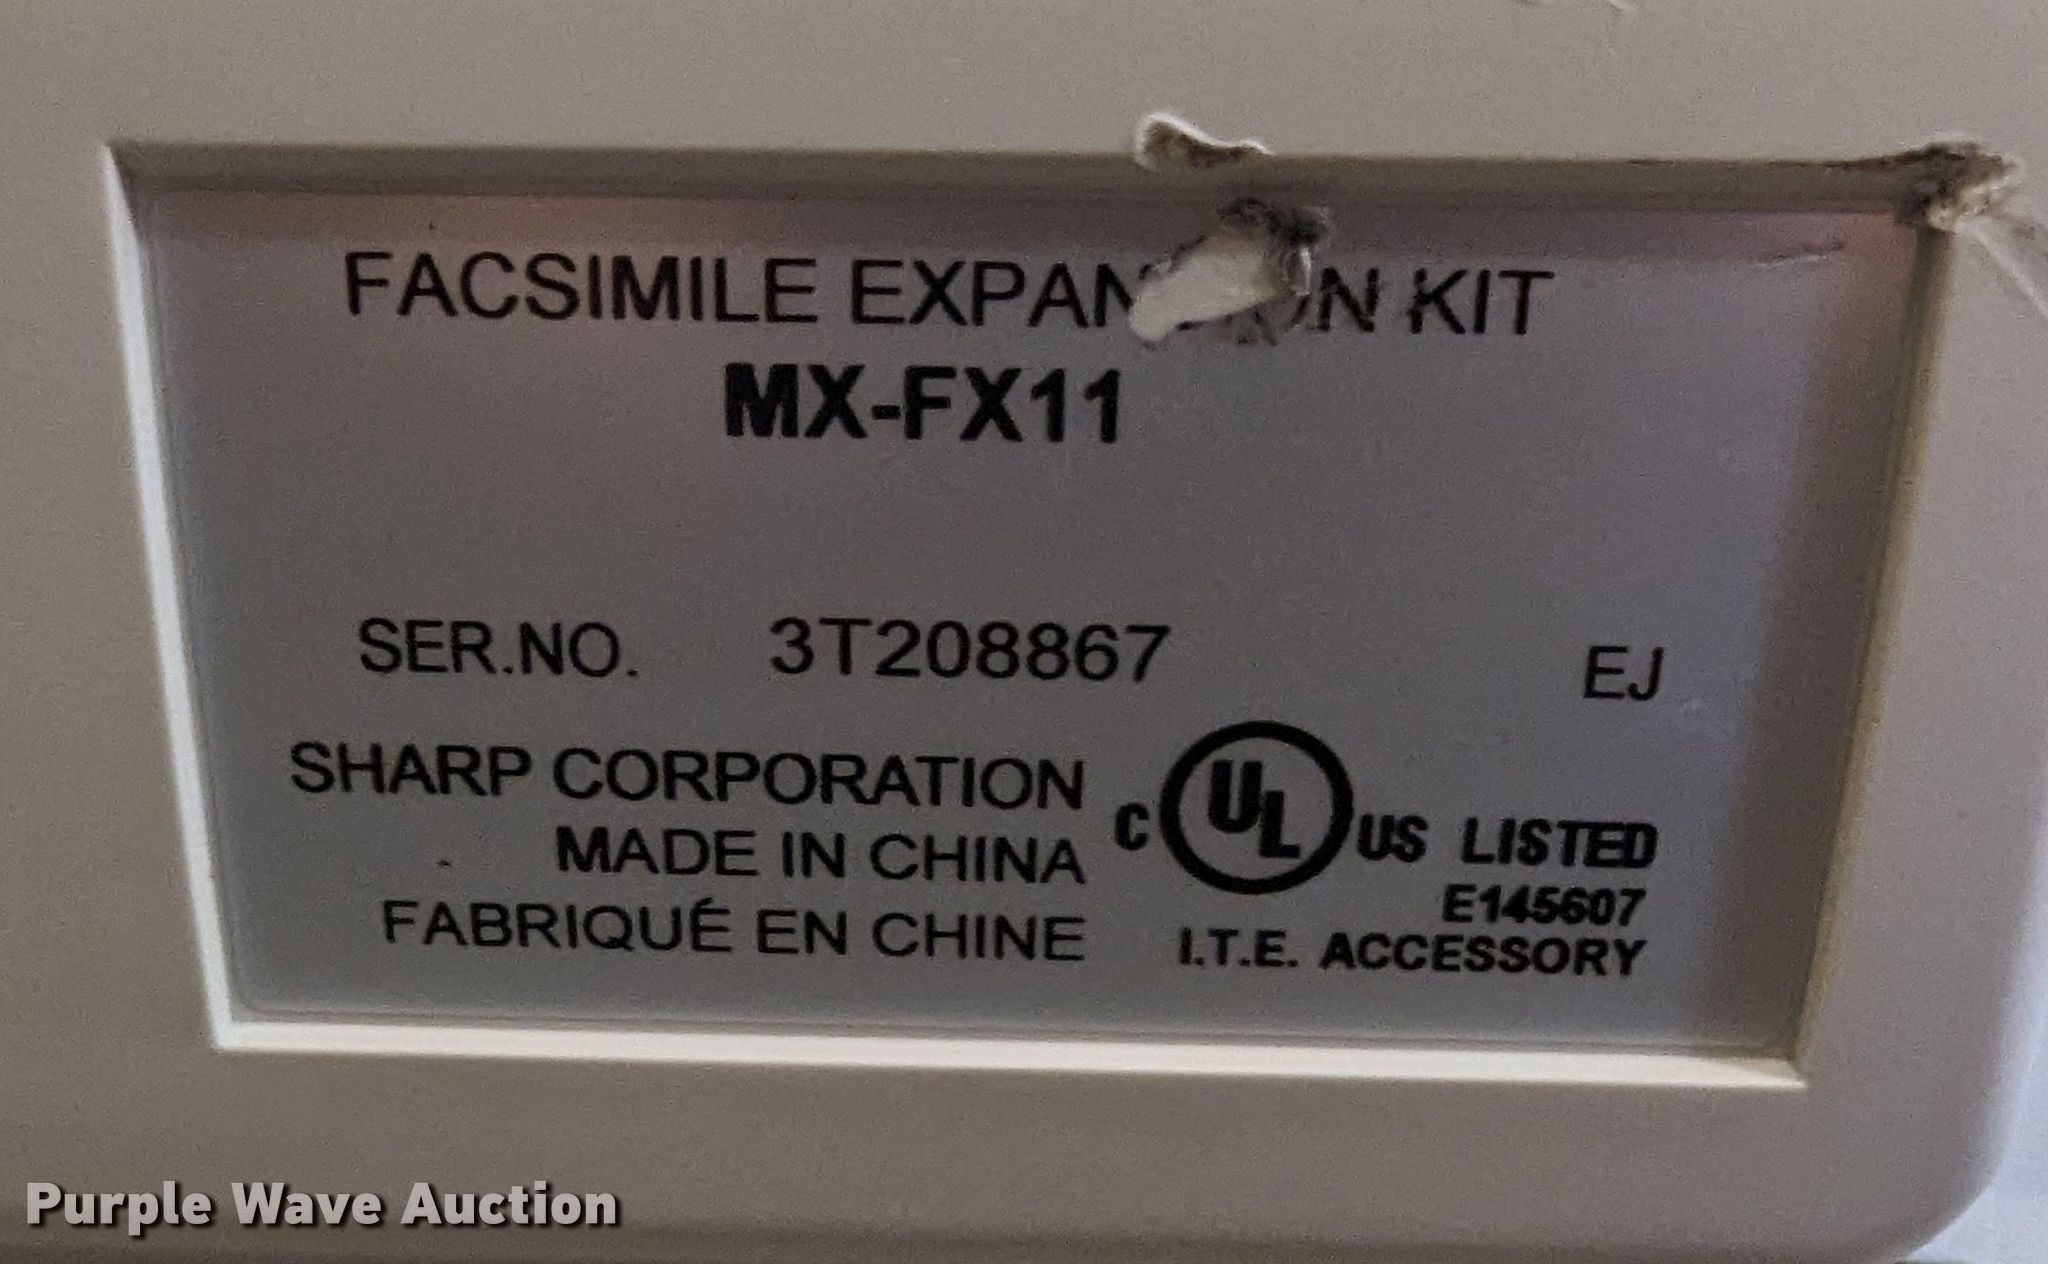 FACSIMILE EXPANSION KIT
MX-FX11
SER.NO. 3T208867 EJ
SHARP CORPORATION
MADE IN CHINA
FABRIQUÉ EN CHINE
C UL US LISTED
E145607
I.T.E. ACCESSORY
Purple Wave Auction